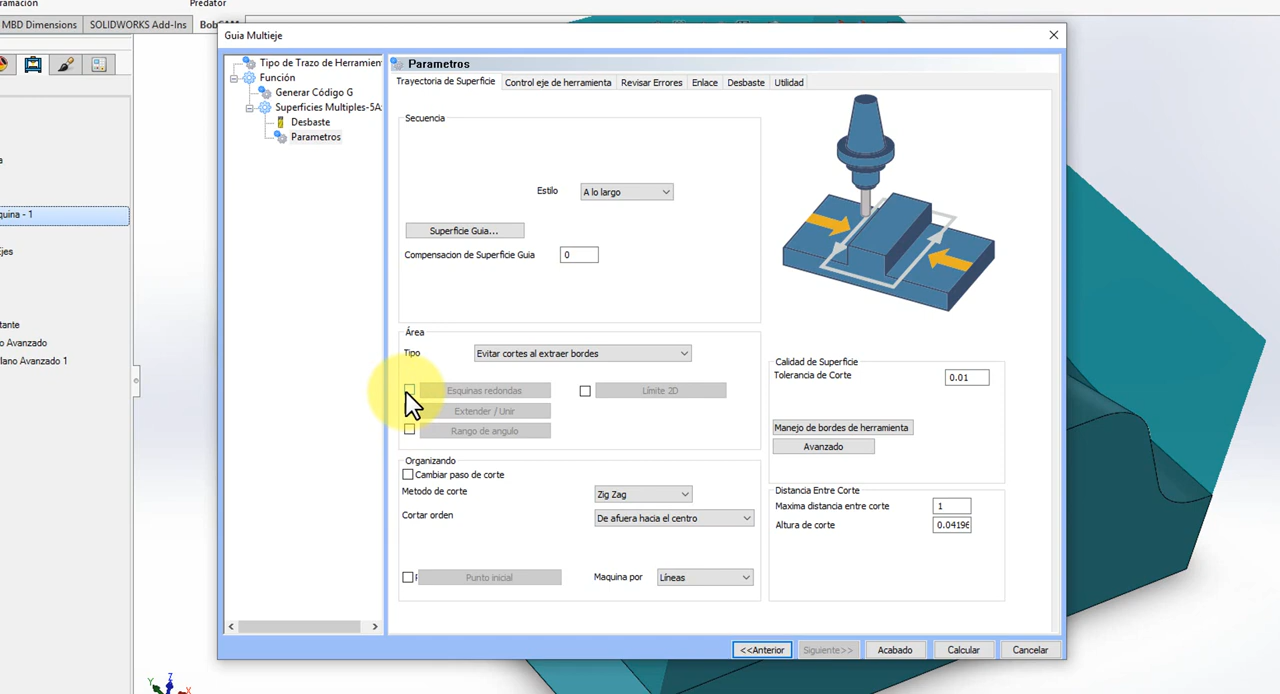 ramación
Predator
MBD Dimensions
SOLIDWORKS Add-Ins
BobCAM
Guia Multieje
Tipo de Trazo de Herramien
Función
Generar Código G
Superficies Multiples-5A
Desbaste
Parametros
Parametros
Trayectoria de Superficie
Control eje de herramienta
Revisar Errores
Enlace
Desbaste
Utilidad
Secuencia
Estilo
A lo largo
Superficie Guia...
Compensacion de Superficie Guia
0
Área
Tipo
Evitar cortes al extraer bordes
Esquinas redondas
Límite 2D
Extender / Unir
Rango de angulo
Organizando
Cambiar paso de corte
Metodo de corte
Zig Zag
Cortar orden
De afuera hacia el centro
Punto inicial
Maquina por
Líneas
Calidad de Superficie
Tolerancia de Corte
0.01
Manejo de bordes de herramienta
Avanzado
Distancia Entre Corte
Maxima distancia entre corte
1
Altura de corte
0.04196
quina - 1
ejes
tante
o Avanzado
lano Avanzado 1
<<Anterior
Siguiente>>
Acabado
Calcular
Cancelar
Y
Z
X